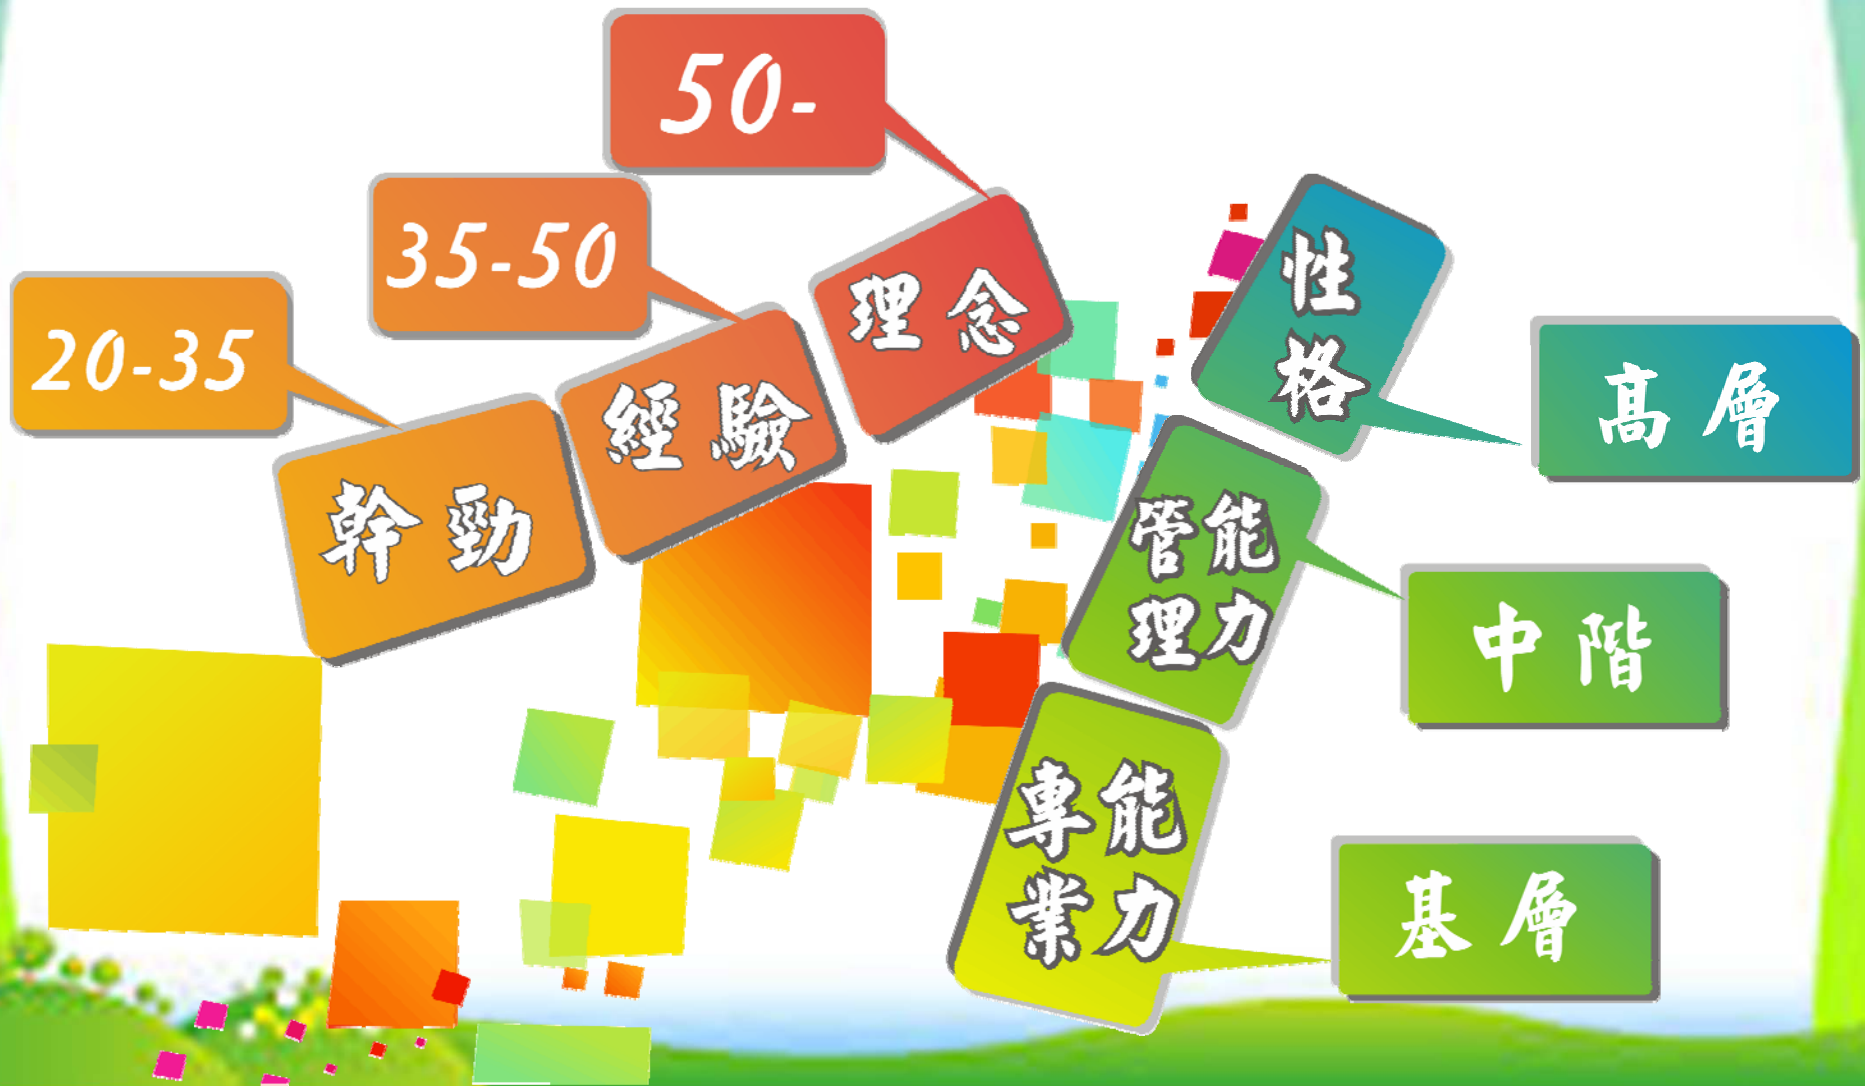 50-
35-50
20-35
理念
經驗
幹勁
性格
高層
管理
能力
中階
專業
能力
基層